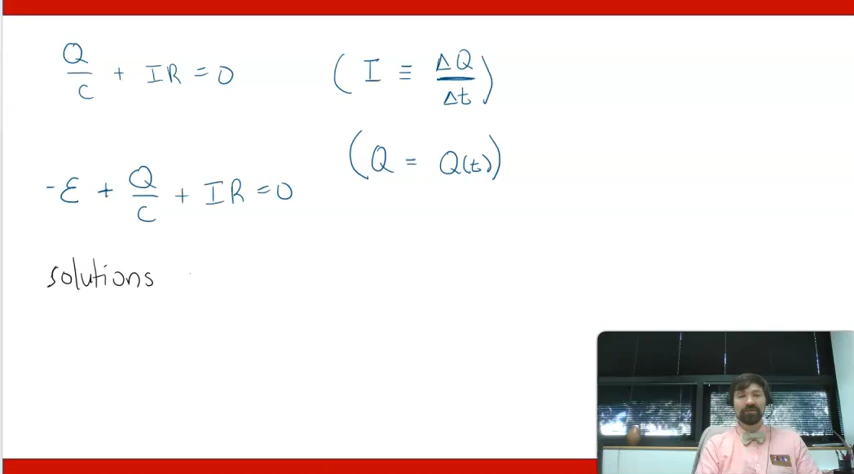 Q/C + IR = 0 (I ≡ ΔQ/Δt)
(Q = Q(t))
-ε + Q/C + IR = 0
solutions